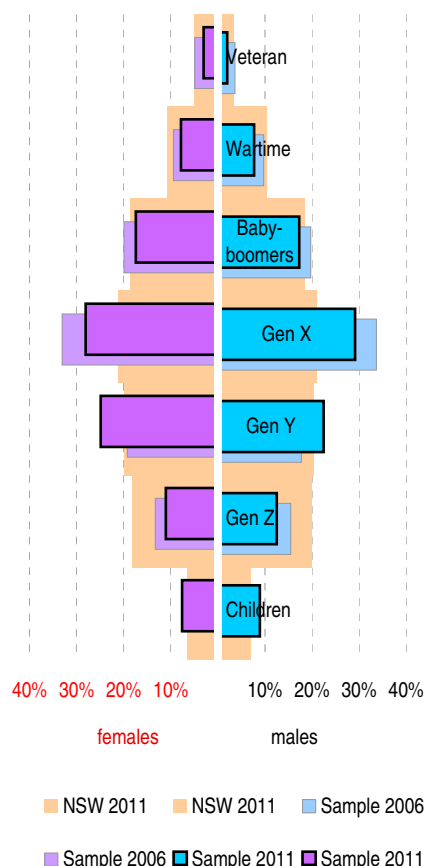 Veteran
Wartime
Baby-
boomers
Gen X
Gen Y
Gen Z
Children
40% 30% 20% 10% 10% 20% 30% 40%
females males
NSW 2011 NSW 2011 Sample 2006
Sample 2006 Sample 2011 Sample 2011